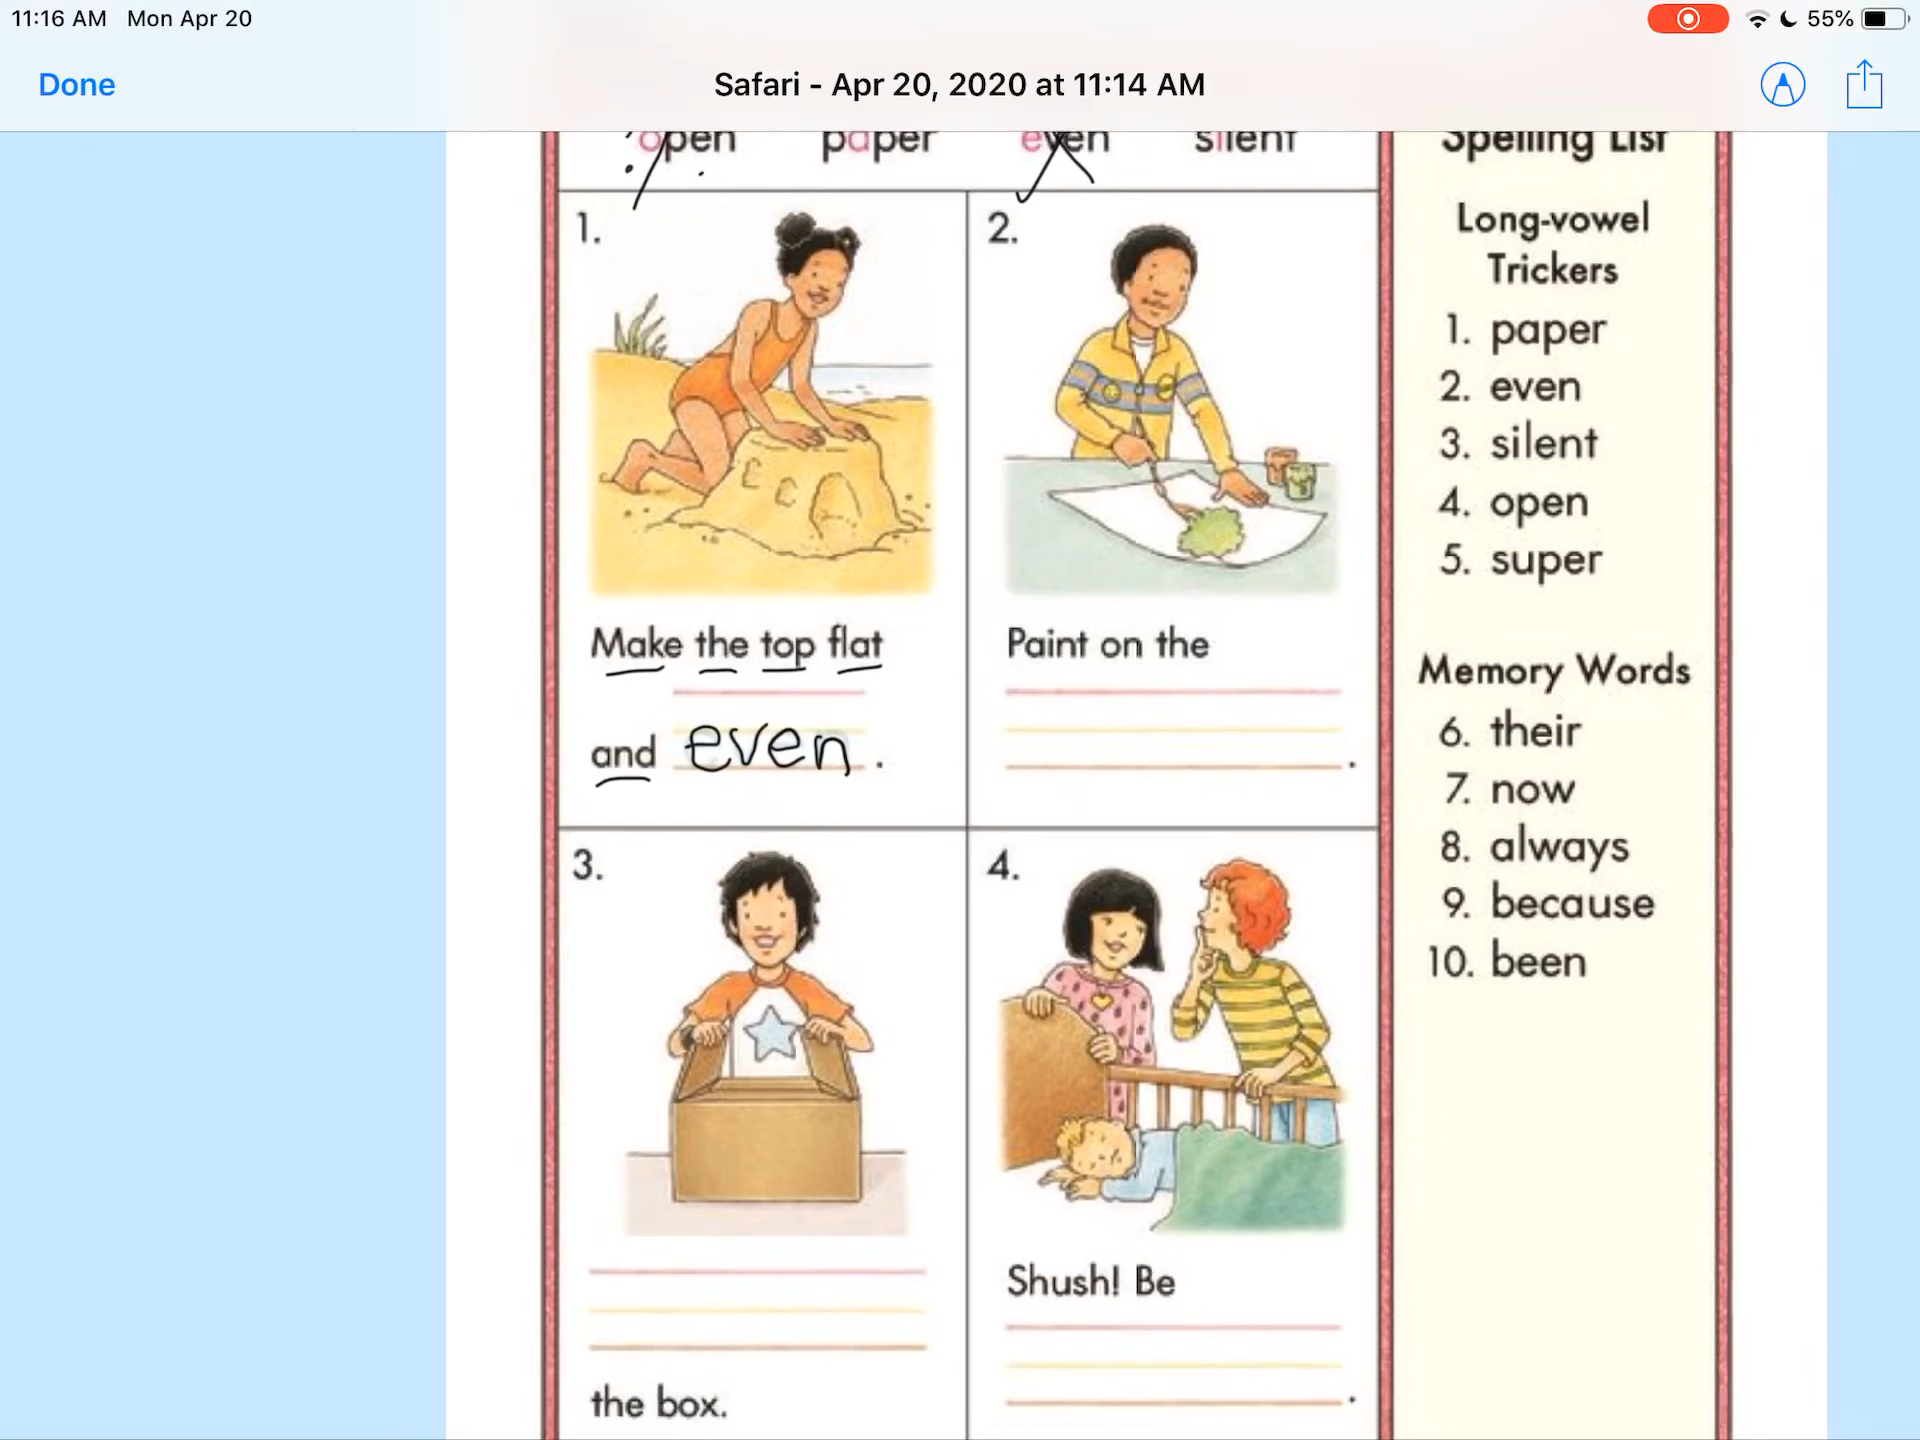 11:16 AM Mon Apr 20
55%
Done
Safari - Apr 20, 2020 at 11:14 AM
open paper even silent
Spelling List
Long-vowel
Trickers
1. paper
2. even
3. silent
4. open
5. super
Memory Words
6. their
7. now
8. always
9. because
10. been
1.
Make the top flat
and even.
2.
Paint on the
.
3.
the box.
4.
Shush! Be
.